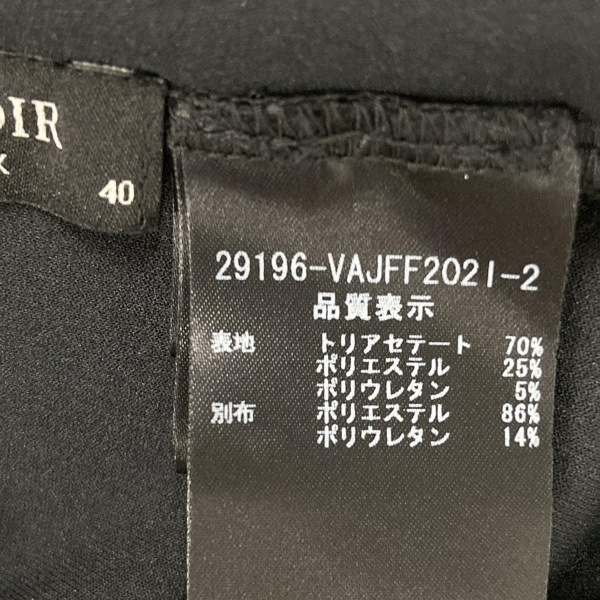 OIR
K
40
29196-VAJFF2021-2
品質表示
表地 トリアセテート 70%
ポリエステル 25%
ポリウレタン 5%
別布 ポリエステル 86%
ポリウレタン 14%